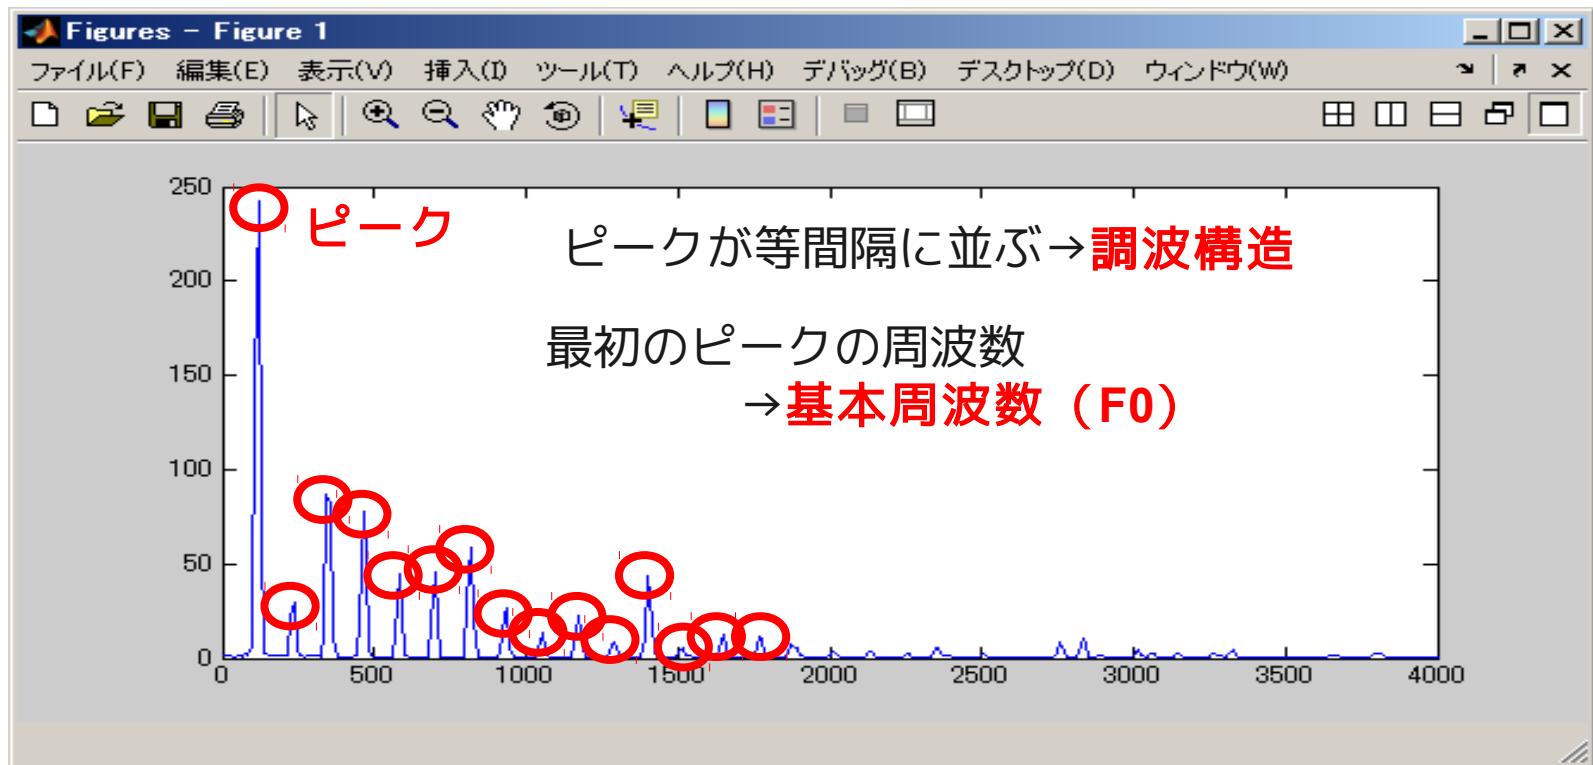 Figures - Figure 1
ファイル(F) 編集(E) 表示(V) 挿入(I) ツール(T) ヘルプ(H) デバッグ(B) デスクトップ(D) ウィンドウ(W)
250
ピーク
ピークが等間隔に並ぶ→調波構造
200
最初のピークの周波数
150
→基本周波数（F0）
100
50
0
0 500 1000 1500 2000 2500 3000 3500 4000